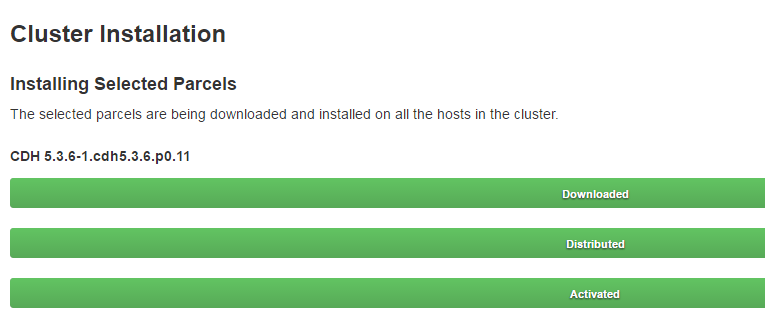 Cluster Installation
Installing Selected Parcels
The selected parcels are being downloaded and installed on all the hosts in the cluster.
CDH 5.3.6-1.cdh5.3.6.p0.11
Downloaded
Distributed
Activated